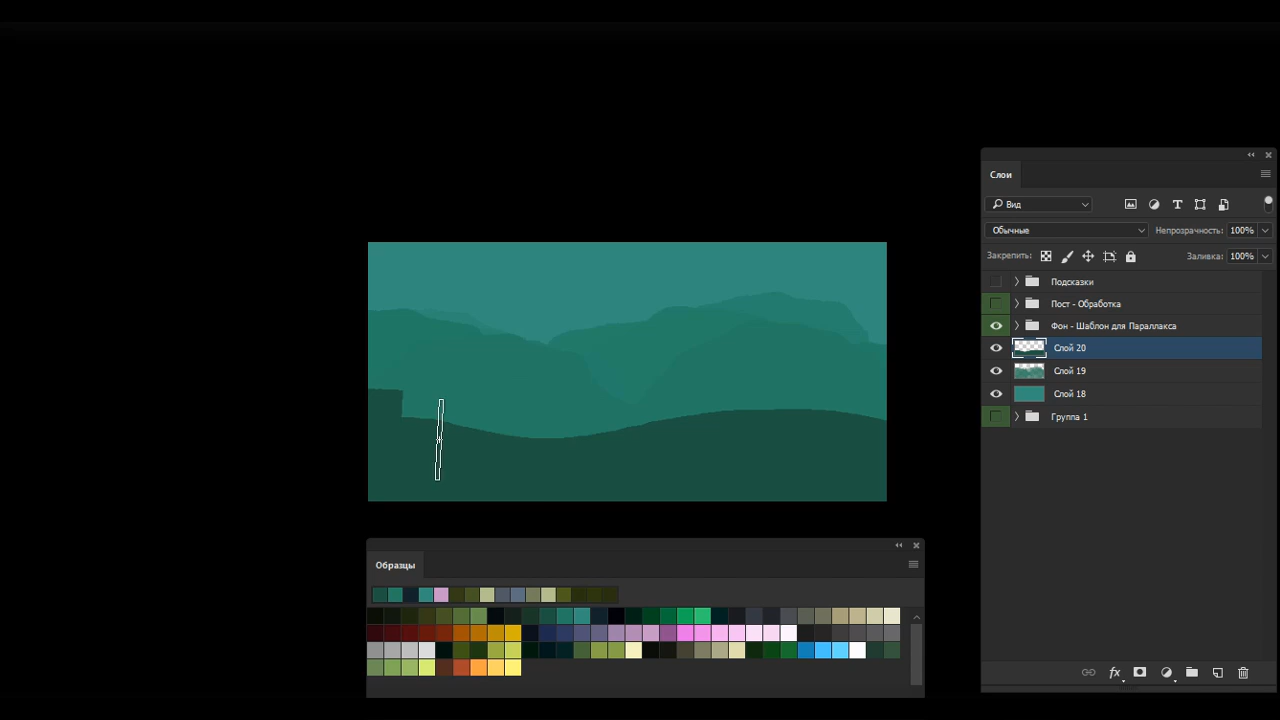 Слои
Вид
Обычные
Непрозрачность: 100%
Закрепить:
Заливка: 100%
Подсказки
Пост - Обработка
Фон - Шаблон для Параллакса
Слой 20
Слой 19
Слой 18
Группа 1
fx
Образцы